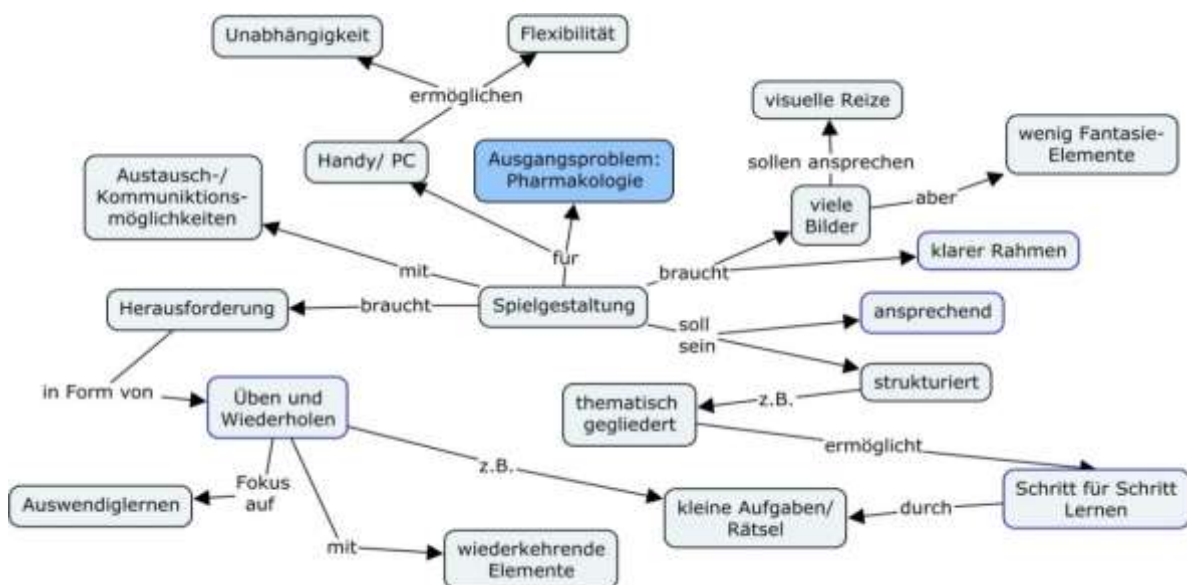 Unabhängigkeit
Flexibilität
ermöglichen
visuelle Reize
wenig Fantasie-
Elemente
Handy/ PC
Ausgangsproblem:
Pharmakologie
sollen ansprechen
Austausch-/
Kommuniktions-
möglichkeiten
viele
Bilder
aber
klarer Rahmen
mit
für
braucht
Herausforderung
braucht
Spielgestaltung
ansprechend
soll
sein
in Form von
Üben und
Wiederholen
thematisch
gegliedert
z.B.
strukturiert
ermöglicht
z.B.
Auswendiglernen
Fokus
auf
kleine Aufgaben/
Rätsel
durch
Schritt für Schritt
Lernen
mit
wiederkehrende
Elemente